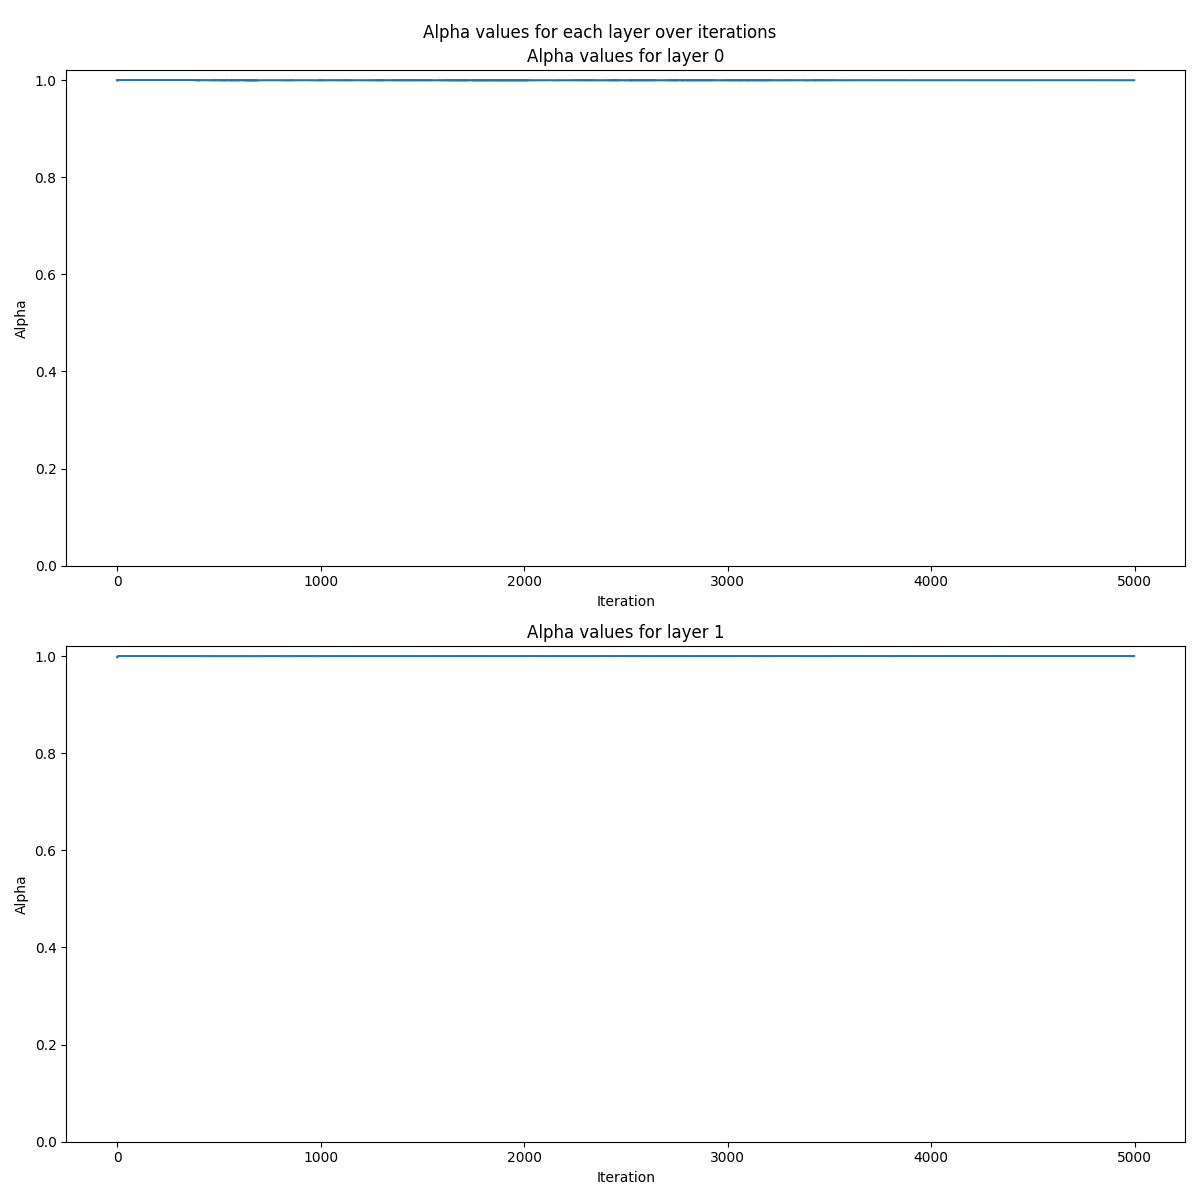 Alpha values for each layer over iterations
Alpha values for layer 0
1.0
0.8
0.6
0.4
0.2
0.0
Alpha
0 1000 2000 3000 4000 5000
Iteration
Alpha values for layer 1
1.0
0.8
0.6
0.4
0.2
0.0
Alpha
0 1000 2000 3000 4000 5000
Iteration